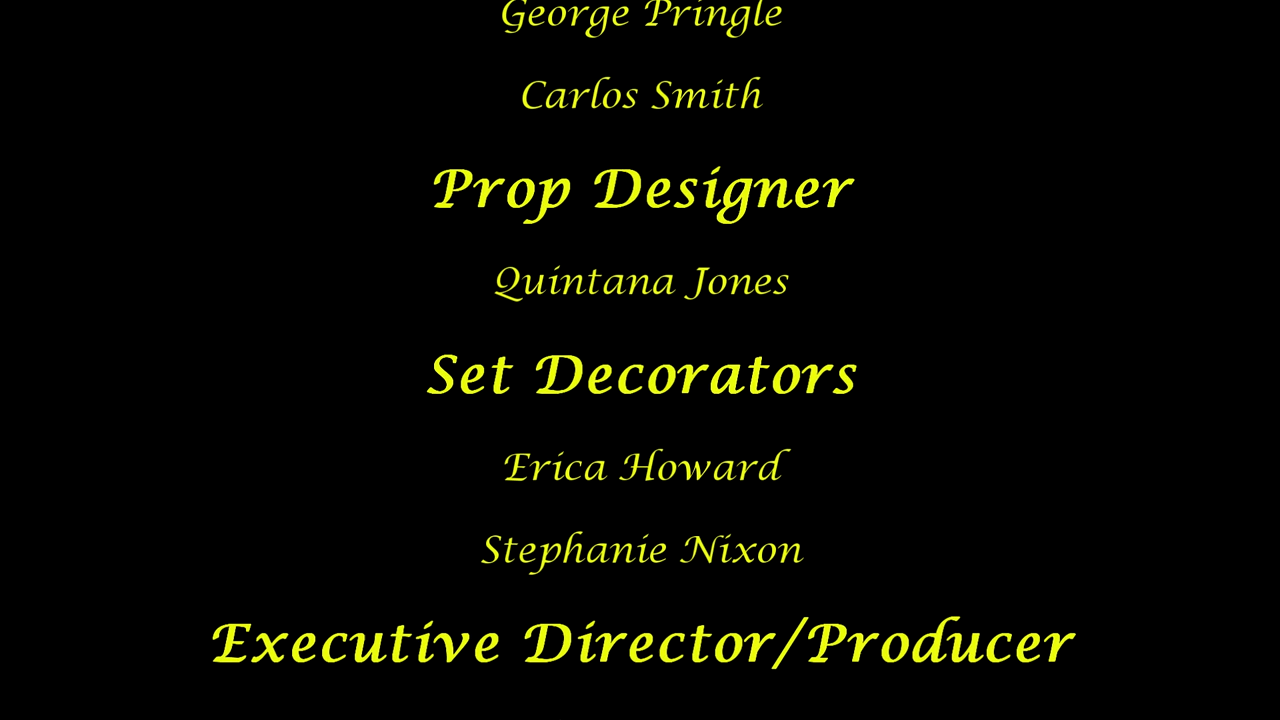 George Pringle
Carlos Smith
Prop Designer
Quintana Jones
Set Decorators
Erica Howard
Stephanie Nixon
Executive Director/Producer